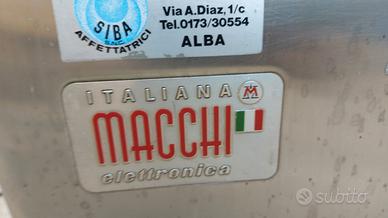 SIBA
S.N.C.
AFFETTATRICI
Via A.Diaz,1/c
Tel.0173/30554
ALBA
ITALIANA
M
MACCHI
elettronica
subito